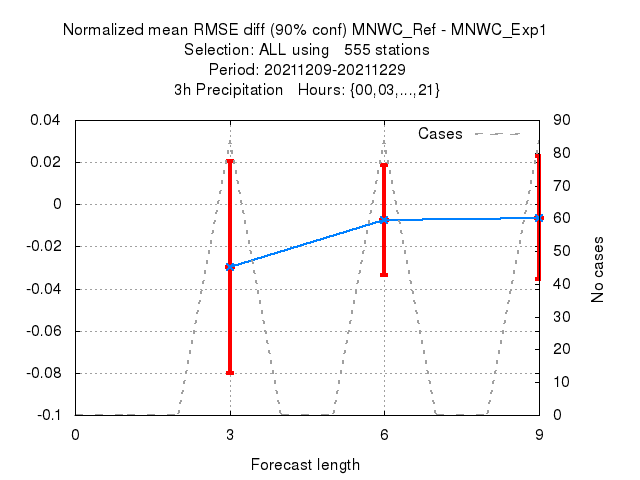 Normalized mean RMSE diff (90% conf) MNWC_Ref - MNWC_Exp1
Selection: ALL using 555 stations
Period: 20211209-20211229
3h Precipitation Hours: {00,03,...,21}
Cases
0.04
0.02
0
-0.02
-0.04
-0.06
-0.08
-0.1
90
80
70
60
50
40
30
20
10
0
No cases
0 3 6 9
Forecast length